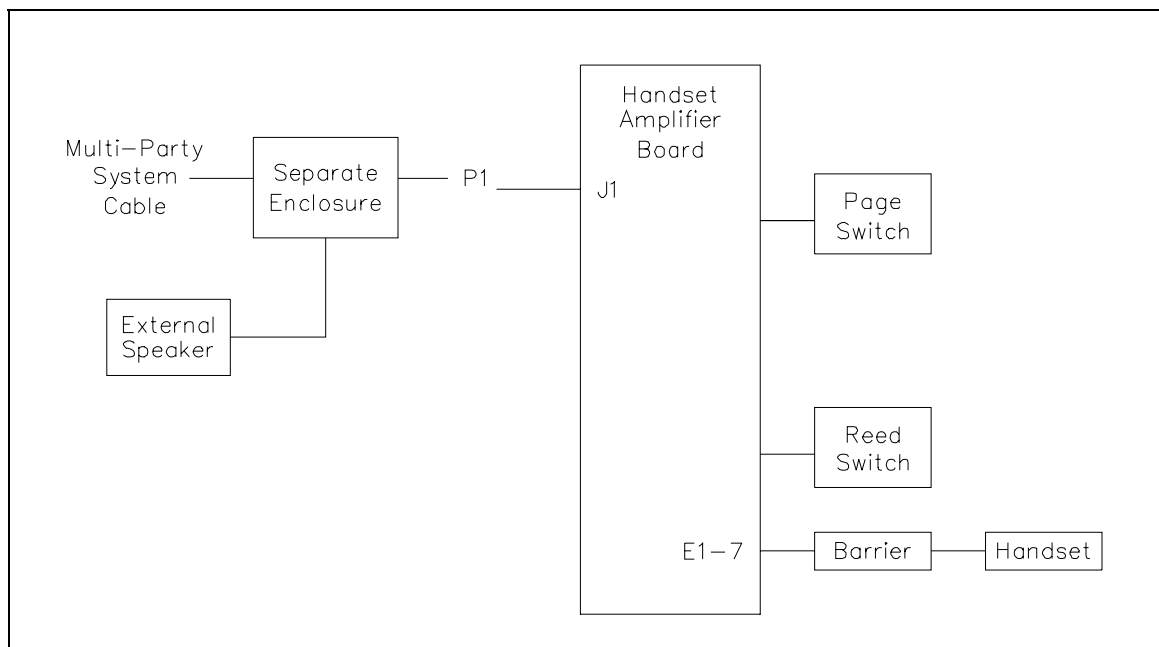 Multi-Party
System
Cable
Separate
Enclosure
External
Speaker
P1
Handset
Amplifier
Board
J1
E1-7
Page
Switch
Reed
Switch
Barrier
Handset